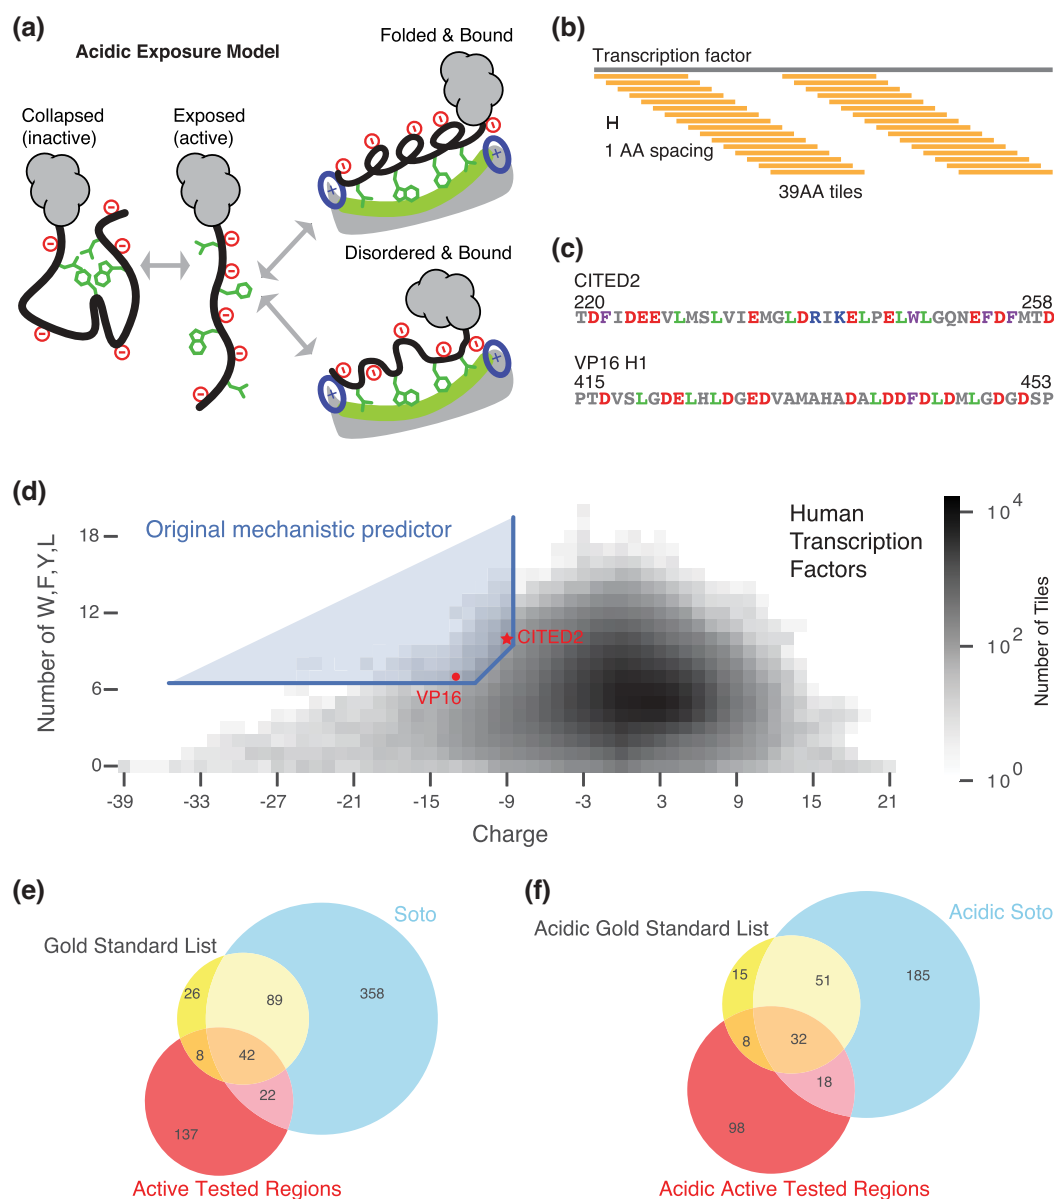 (a)
Acidic Exposure Model
Folded & Bound
Collapsed
(inactive)
Exposed
(active)
Disordered & Bound
(b)
Transcription factor
H
1 AA spacing
39AA tiles
(c)
CITED2
220 258
TDFIDEEVLMSLVIEMGLDRIKELPELWLGQNEFDFMTD
VP16 H1
415 453
PTDVSLGDELHLDGEDVAMAHADALDDFDLDMLGDGDSP
(d)
Original mechanistic predictor
Human
Transcription
Factors
Number of W,F,Y,L
18
12
6
0
CITED2
VP16
-39 -33 -27 -21 -15 -9 -3 3 9 15 21
Charge
10^4
10^2
10^0
Number of Tiles
(e)
Soto
Gold Standard List
26
89
358
8
42
22
137
Active Tested Regions
(f)
Acidic Soto
Acidic Gold Standard List
15
51
185
8
32
18
98
Acidic Active Tested Regions